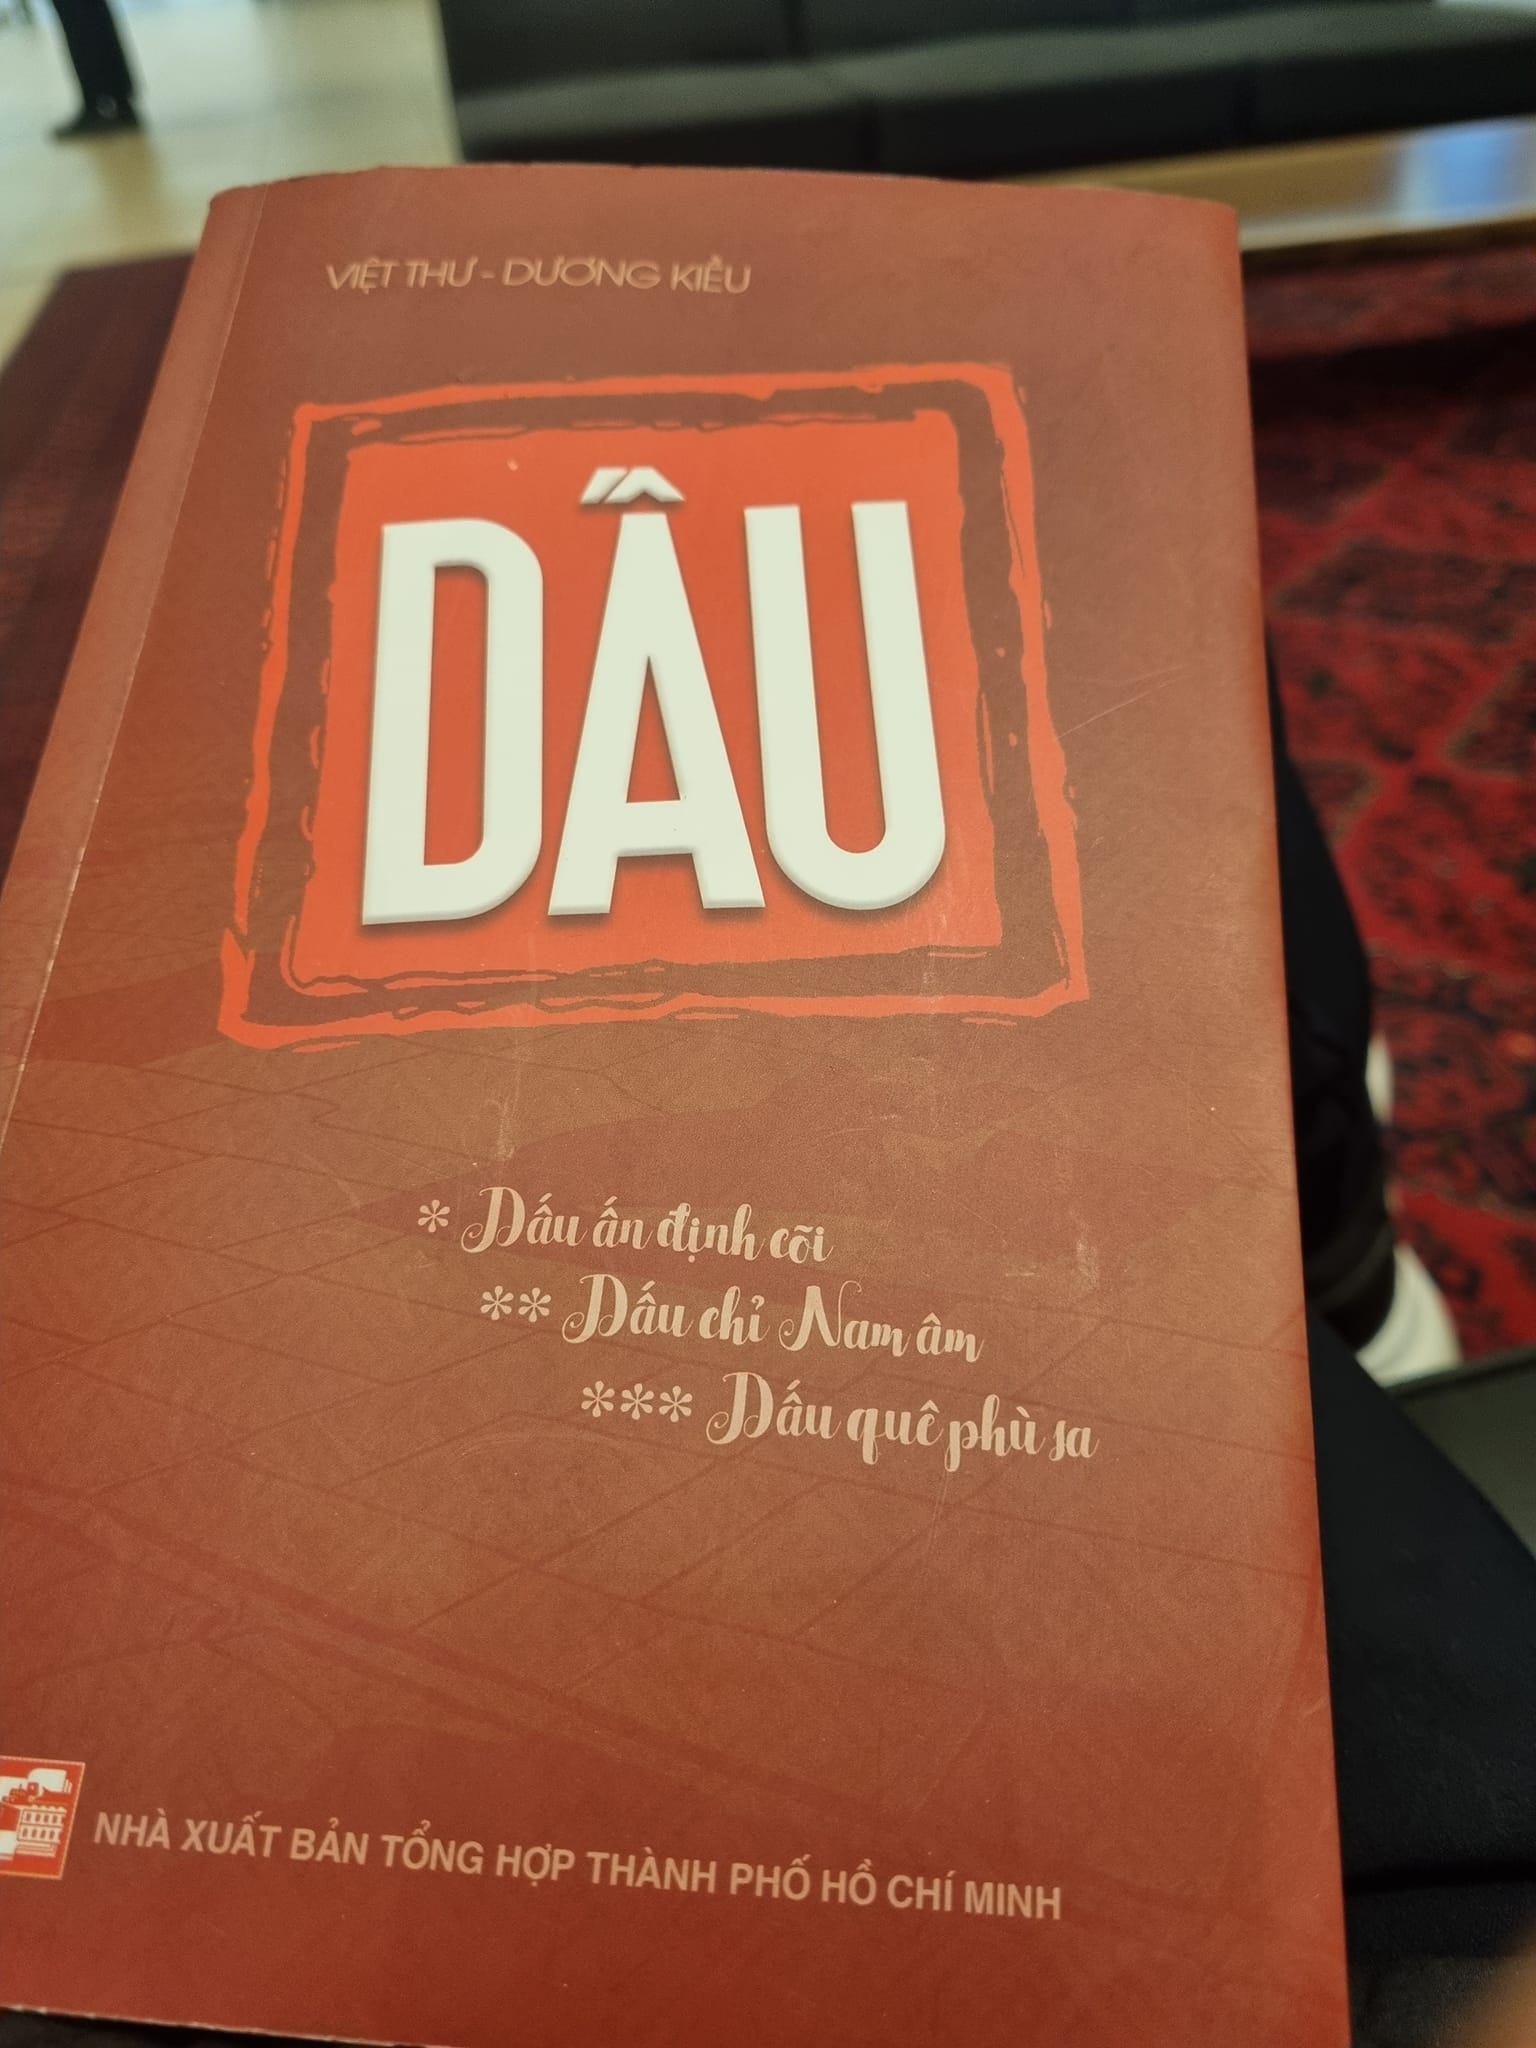 VIỆT THƯ - DƯƠNG KIỀU
DẤU
* Dấu ấn định cõi
** Dấu chỉ Nam âm
*** Dấu quê phù sa
NHÀ XUẤT BẢN TỔNG HỢP THÀNH PHỐ HỒ CHÍ MINH